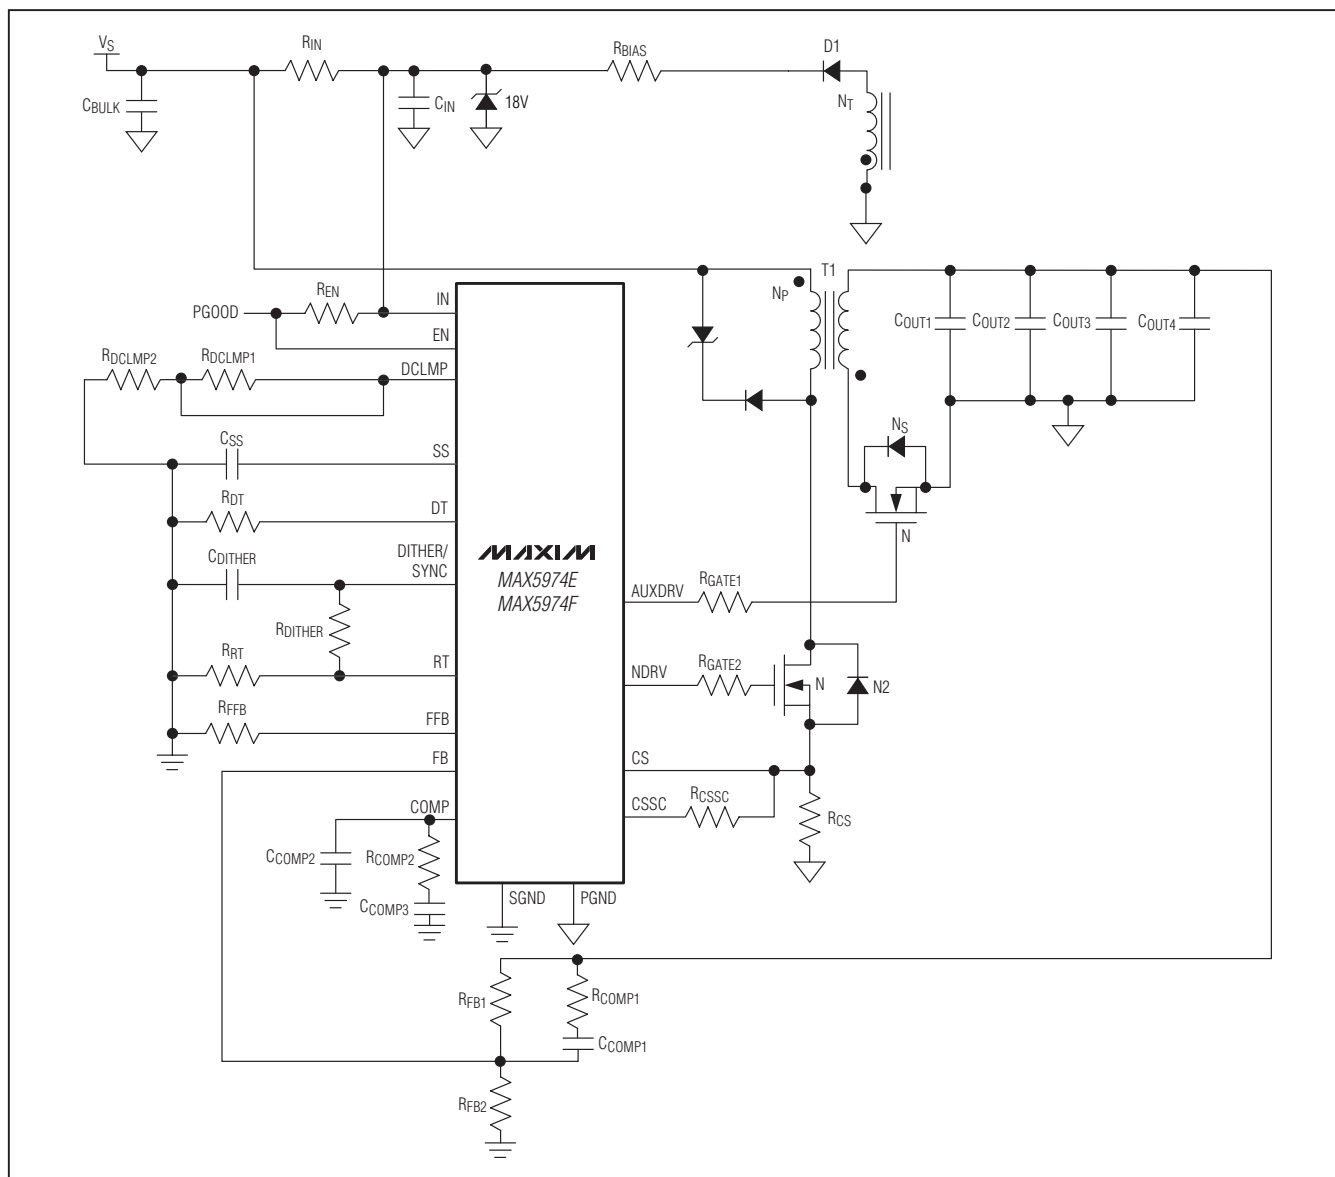 VS
RIN
RBIAS
D1
CBULK
CIN
18V
NT
T1
NP
REN
PGOOD
IN
EN
COUT1
COUT2
COUT3
COUT4
RDCLMP2
RDCLMP1
DCLMP
CSS
SS
NS
RDT
DT
N
MAXIM
MAX5974E
MAX5974F
CDITHER
DITHER/
SYNC
AUXDRV
RGATE1
RDITHER
RRT
RT
NDRV
RGATE2
N
N2
RFFB
FFB
FB
CS
COMP
CSSC
RCSSC
RCS
CCOMP2
RCOMP2
CCOMP3
SGND
PGND
RFB1
RCOMP1
CCOMP1
RFB2